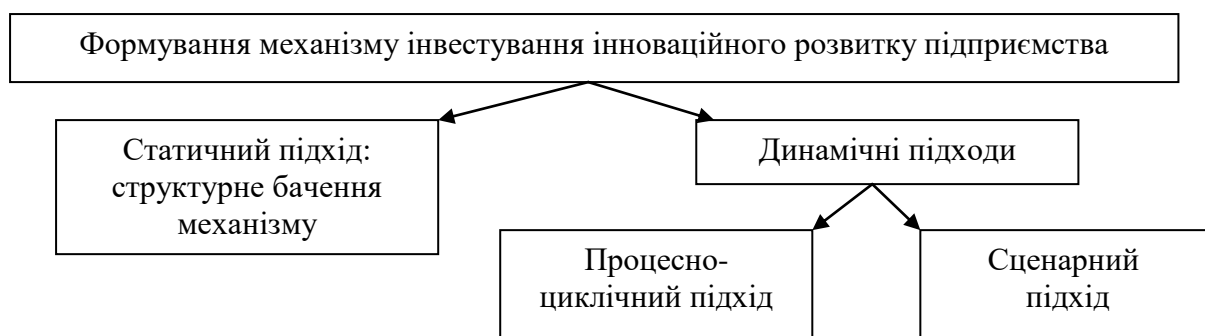 Формування механізму інвестування інноваційного розвитку підприємства
Статичний підхід:
структурне бачення
механізму
Динамічні підходи
Процесно-
циклічний підхід
Сценарний
підхід